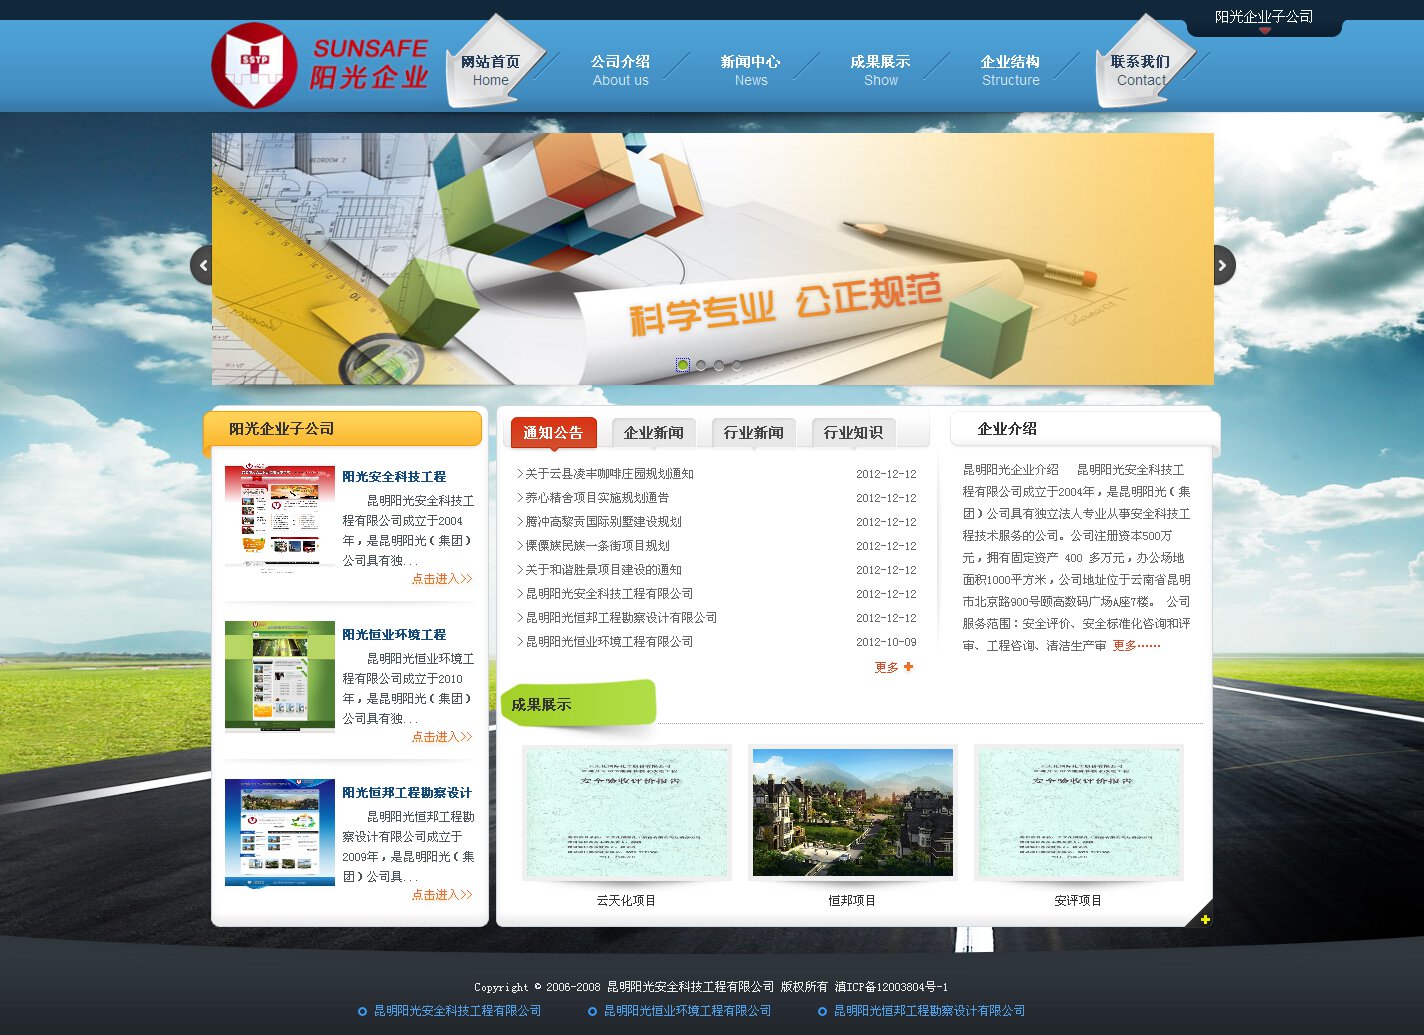 阳光企业子公司
SSTP
SUNSAFE
阳光企业
网站首页
Home
公司介绍
About us
新闻中心
News
成果展示
Show
企业结构
Structure
联系我们
Contact
BEDROOM 2
科学专业 公正规范
阳光企业子公司
阳光安全科技工程
昆明阳光安全科技工
程有限公司成立于2004
年，是昆明阳光（集团）
公司具有独...
点击进入>>
阳光恒业环境工程
昆明阳光恒业环境工
程有限公司成立于2010
年，是昆明阳光（集团）
公司具有独...
点击进入>>
阳光恒邦工程勘察设计
昆明阳光恒邦工程勘
察设计有限公司成立于
2009年，是昆明阳光（集
团）公司具...
点击进入>>
通知公告 企业新闻 行业新闻 行业知识
关于云县凌丰咖啡庄园规划通知 2012-12-12
养心精舍项目实施规划通告 2012-12-12
腾冲高黎贡国际别墅建设规划 2012-12-12
傈僳族民族一条街项目规划 2012-12-12
关于和谐胜景项目建设的通知 2012-12-12
昆明阳光安全科技工程有限公司 2012-12-12
昆明阳光恒邦工程勘察设计有限公司 2012-12-12
昆明阳光恒业环境工程有限公司 2012-10-09
更多
企业介绍
昆明阳光企业介绍 昆明阳光安全科技工
程有限公司成立于2004年，是昆明阳光（集
团）公司具有独立法人专业从事安全科技工
程技术服务的公司。公司注册资本500万
元，拥有固定资产 400 多万元，办公场地
面积1000平方米，公司地址位于云南省昆明
市北京路900号颐高数码广场A座7楼。 公司
服务范围：安全评价、安全标准化咨询和评
审、工程咨询、清洁生产审 更多……
成果展示
安全验收评价报告
安全验收评价报告
云天化项目
恒邦项目
安评项目
Copyright © 2006-2008 昆明阳光安全科技工程有限公司 版权所有 滇ICP备12003804号-1
昆明阳光安全科技工程有限公司 昆明阳光恒业环境工程有限公司 昆明阳光恒邦工程勘察设计有限公司